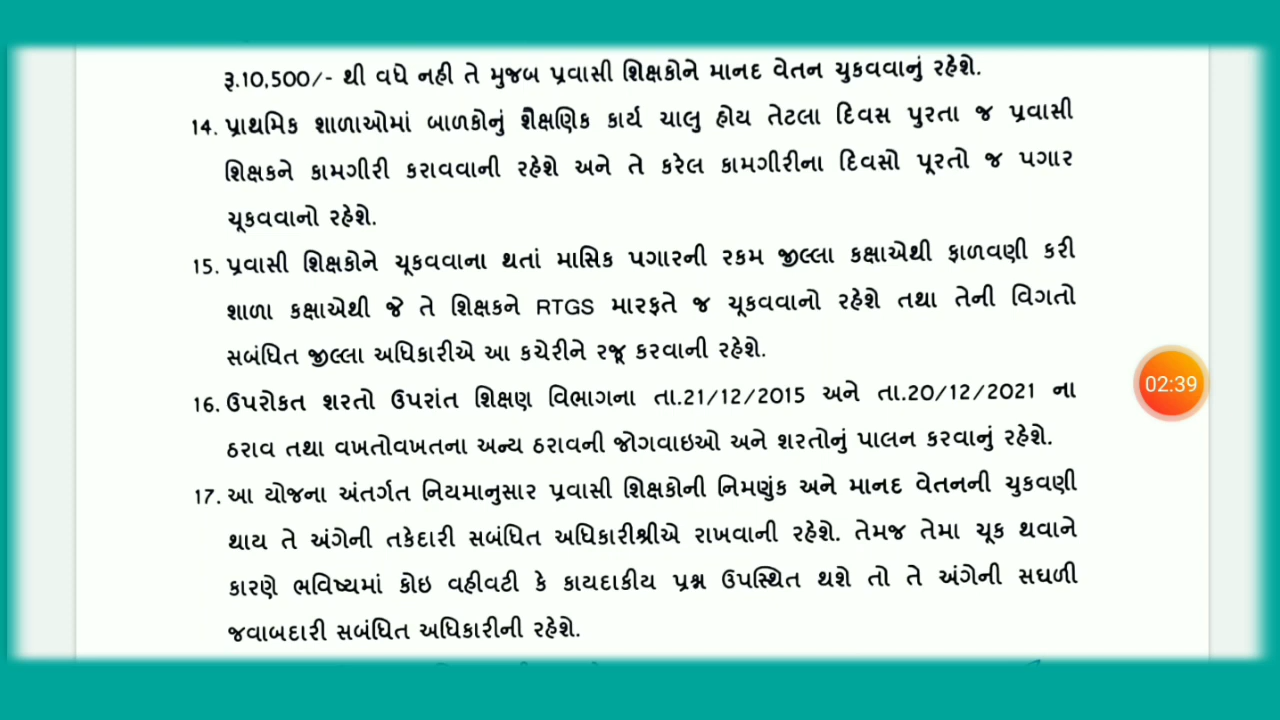 રૂ.10,500/- થી વધે નહી તે મુજબ પ્રવાસી શિક્ષકોને માનદ વેતન ચુકવવાનું રહેશે.
14. પ્રાથમિક શાળાઓમાં બાળકોનું શૈક્ષણિક કાર્ય ચાલુ હોય તેટલા દિવસ પુરતા જ પ્રવાસી
શિક્ષકને કામગીરી કરાવવાની રહેશે અને તે કરેલ કામગીરીના દિવસો પૂરતો જ પગાર
ચૂકવવાનો રહેશે.
15. પ્રવાસી શિક્ષકોને ચૂકવવાના થતાં માસિક પગારની રકમ જીલ્લા કક્ષાએથી ફાળવણી કરી
શાળા કક્ષાએથી જે તે શિક્ષકને RTGS મારફતે જ ચૂકવવાનો રહેશે તથા તેની વિગતો
સબંધિત જીલ્લા અધિકારીએ આ કચેરીને રજૂ કરવાની રહેશે.
02:39
16. ઉપરોકત શરતો ઉપરાંત શિક્ષણ વિભાગના તા.21/12/2015 અને તા.20/12/2021 ના
ઠરાવ તથા વખતોવખતના અન્ય ઠરાવની જોગવાઇઓ અને શરતોનું પાલન કરવાનું રહેશે.
17. આ યોજના અંતર્ગત નિયમાનુસાર પ્રવાસી શિક્ષકોની નિમણુંક અને માનદ વેતનની ચુકવણી
થાય તે અંગેની તકેદારી સબંધિત અધિકારીશ્રીએ રાખવાની રહેશે. તેમજ તેમા ચૂક થવાને
કારણે ભવિષ્યમાં કોઇ વહીવટી કે કાયદાકીય પ્રશ્ન ઉપસ્થિત થશે તો તે અંગેની સઘળી
જવાબદારી સબંધિત અધિકારીની રહેશે.